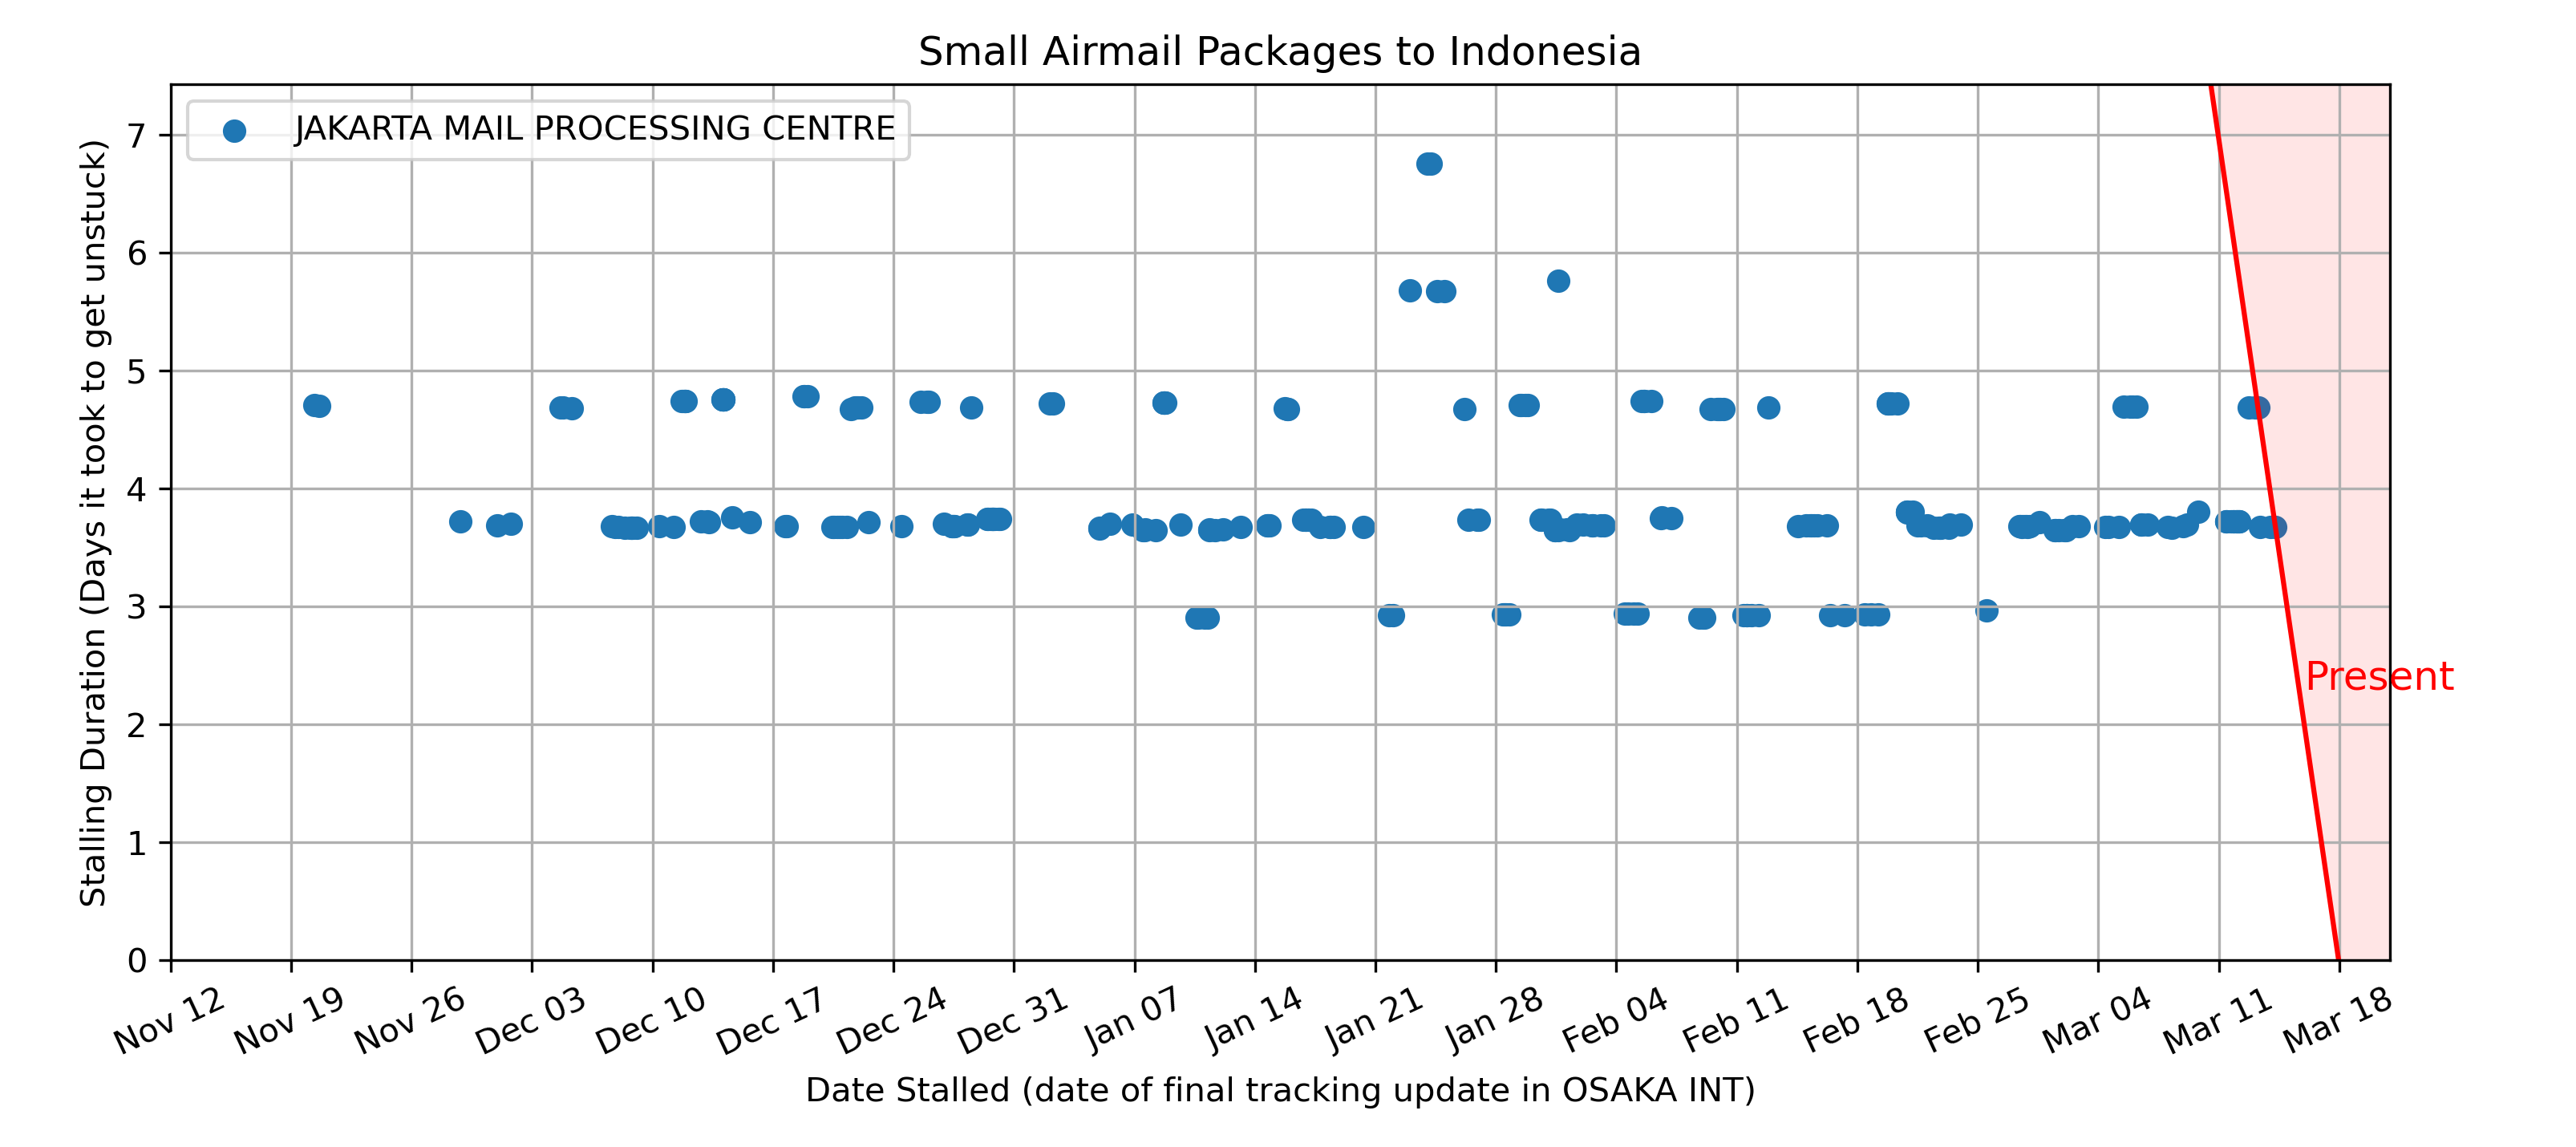 Small Airmail Packages to Indonesia
JAKARTA MAIL PROCESSING CENTRE
Stalling Duration (Days it took to get unstuck)
7
6
5
4
3
2
1
0
Present
Nov 12
Nov 19
Nov 26
Dec 03
Dec 10
Dec 17
Dec 24
Dec 31
Jan 07
Jan 14
Jan 21
Jan 28
Feb 04
Feb 11
Feb 18
Feb 25
Mar 04
Mar 11
Mar 18
Date Stalled (date of final tracking update in OSAKA INT)